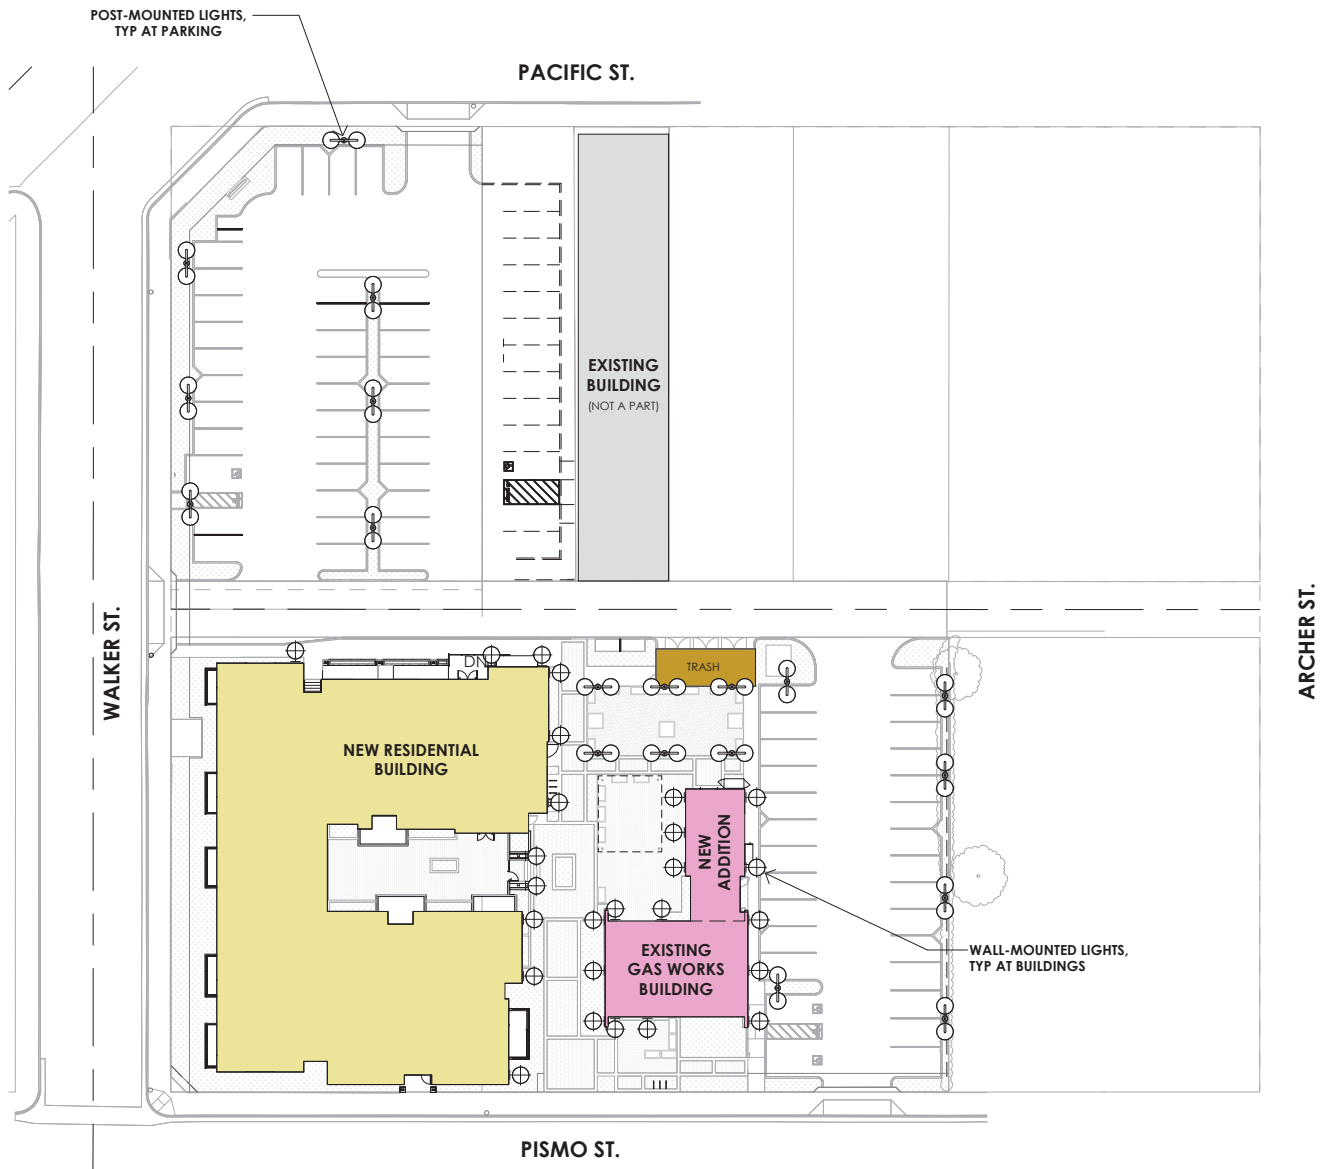 POST-MOUNTED LIGHTS,
TYP AT PARKING
PACIFIC ST.
EXISTING
BUILDING
(NOT A PART)
WALKER ST.
ARCHER ST.
DN
TRASH
NEW RESIDENTIAL
BUILDING
NEW
ADDITION
EXISTING
GAS WORKS
BUILDING
WALL-MOUNTED LIGHTS,
TYP AT BUILDINGS
PISMO ST.